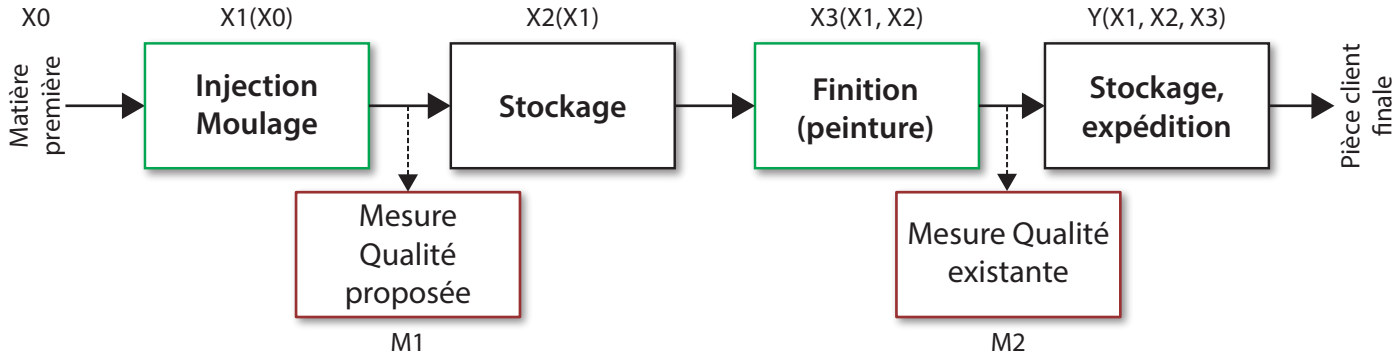 X0
X1(X0)
X2(X1)
X3(X1, X2)
Y(X1, X2, X3)
Matière
première
Injection
Moulage
Stockage
Finition
(peinture)
Stockage,
expédition
Pièce client
finale
Mesure
Qualité
proposée
Mesure Qualité
existante
M1
M2